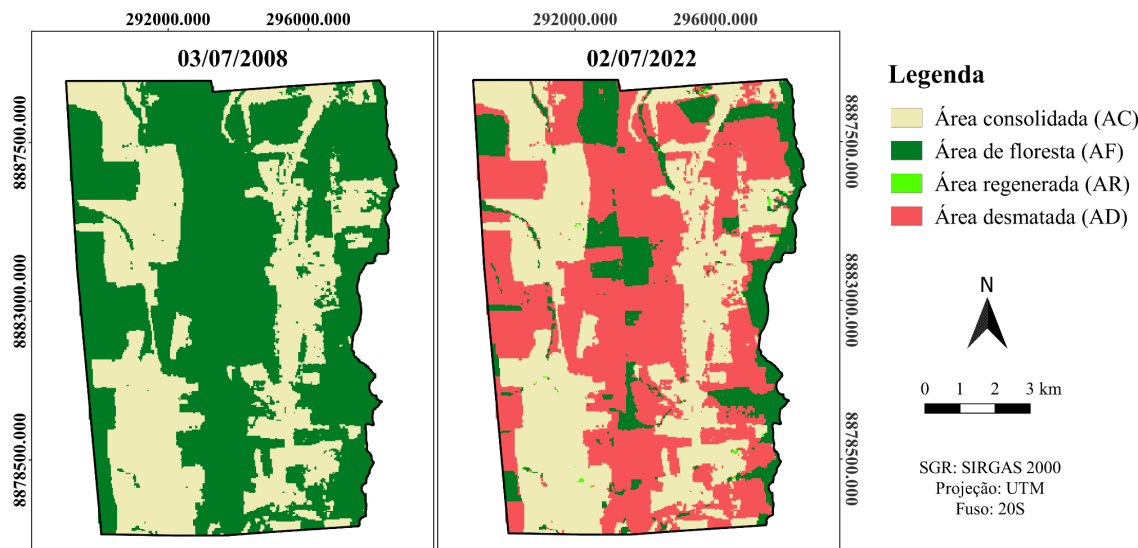 292000.000 296000.000 292000.000 296000.000
03/07/2008 02/07/2022
8887500.000 8887500.000
8883000.000 8883000.000
8878500.000 8878500.000
Legenda
Área consolidada (AC)
Área de floresta (AF)
Área regenerada (AR)
Área desmatada (AD)
N
0 1 2 3 km
SGR: SIRGAS 2000
Projeção: UTM
Fuso: 20S